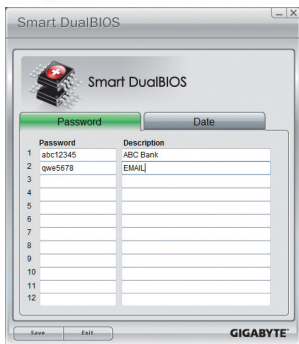 Smart DualBIOS
Smart DualBIOS
Password Date
Password Description
1 abc12345 ABC Bank
2 qwe5678 EMAIL
3
4
5
6
7
8
9
10
11
12
Save Exit GIGABYTE